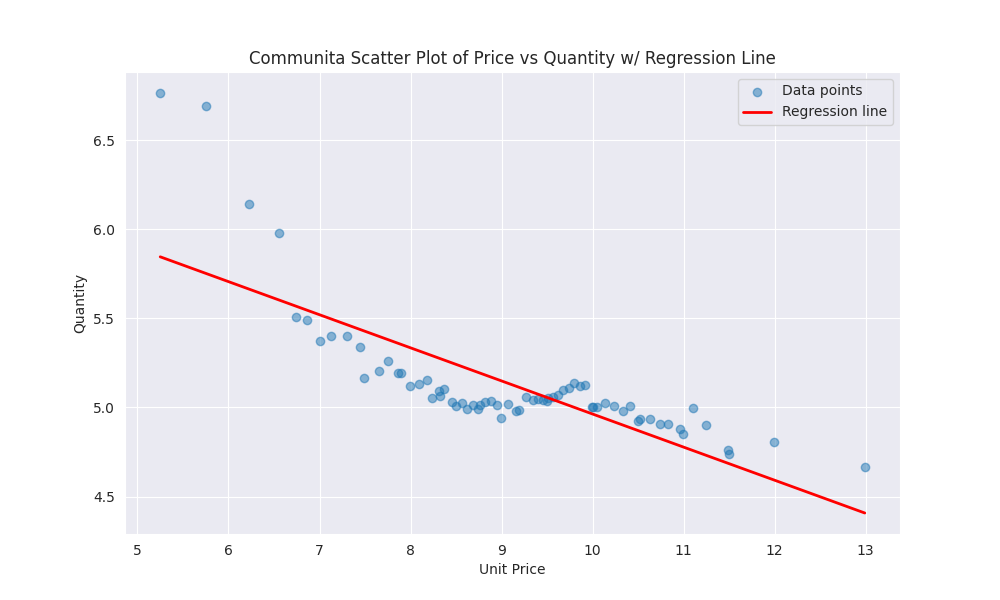 Communita Scatter Plot of Price vs Quantity w/ Regression Line
Data points
Regression line
6.5
6.0
5.5
5.0
4.5
Quantity
5 6 7 8 9 10 11 12 13
Unit Price